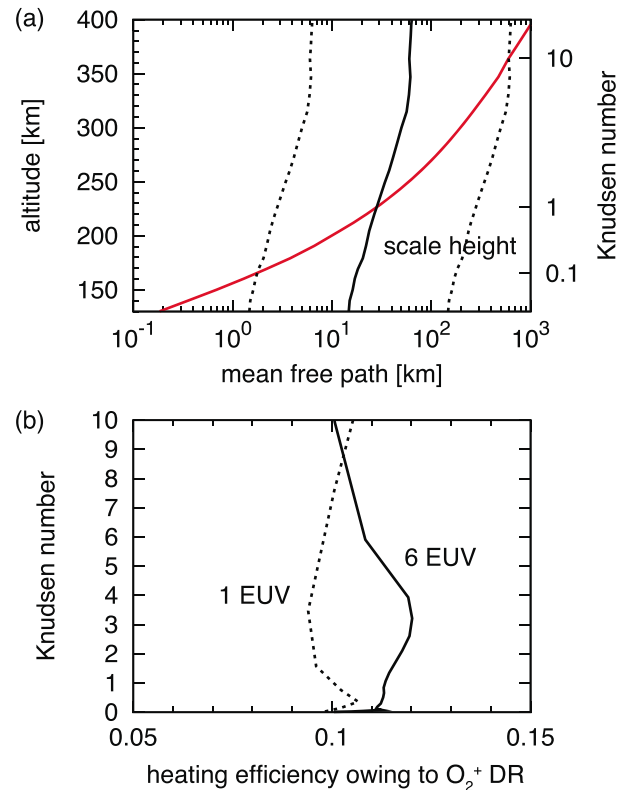 (a)
altitude [km]
400
350
300
250
200
150
10
1
0.1
Knudsen number
scale height
10^-1
10^0
10^1
10^2
10^3
mean free path [km]
(b)
Knudsen number
10
9
8
7
6
5
4
3
2
1
0
1 EUV
6 EUV
0.05
0.1
0.15
heating efficiency owing to O₂⁺ DR